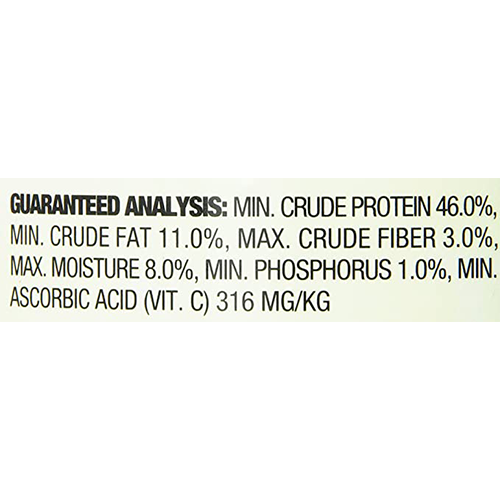 GUARANTEED ANALYSIS: MIN. CRUDE PROTEIN 46.0%,
MIN. CRUDE FAT 11.0%, MAX. CRUDE FIBER 3.0%,
MAX. MOISTURE 8.0%, MIN. PHOSPHORUS 1.0%, MIN.
ASCORBIC ACID (VIT. C) 316 MG/KG